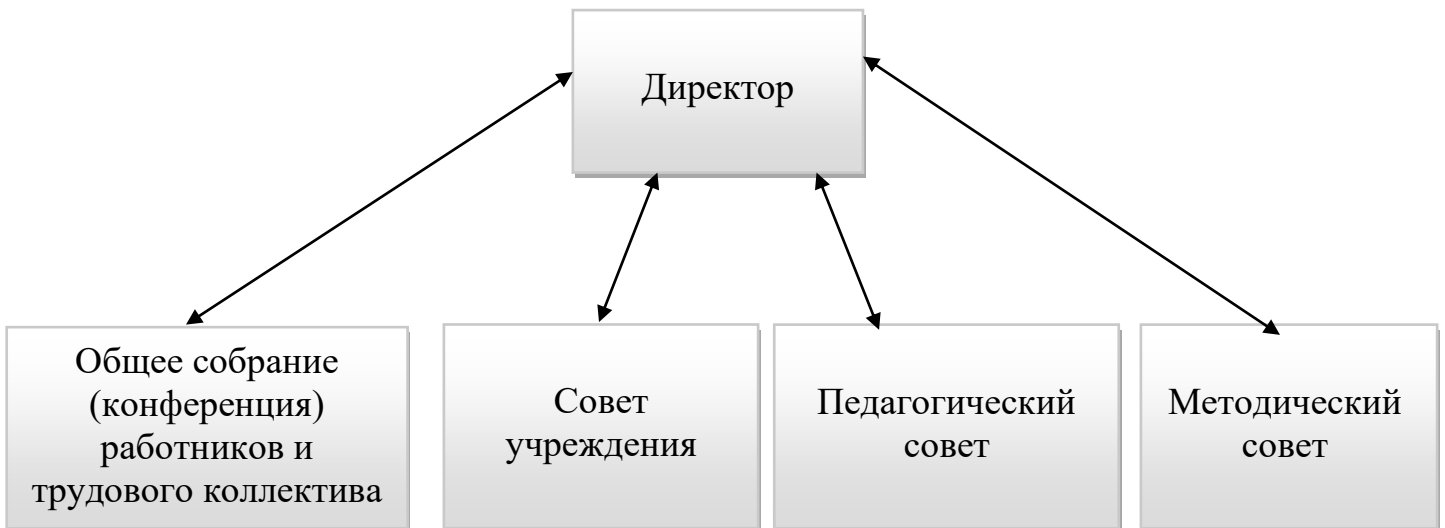 Директор
Общее собрание
(конференция)
работников и
трудового коллектива
Совет
учреждения
Педагогический
совет
Методический
совет